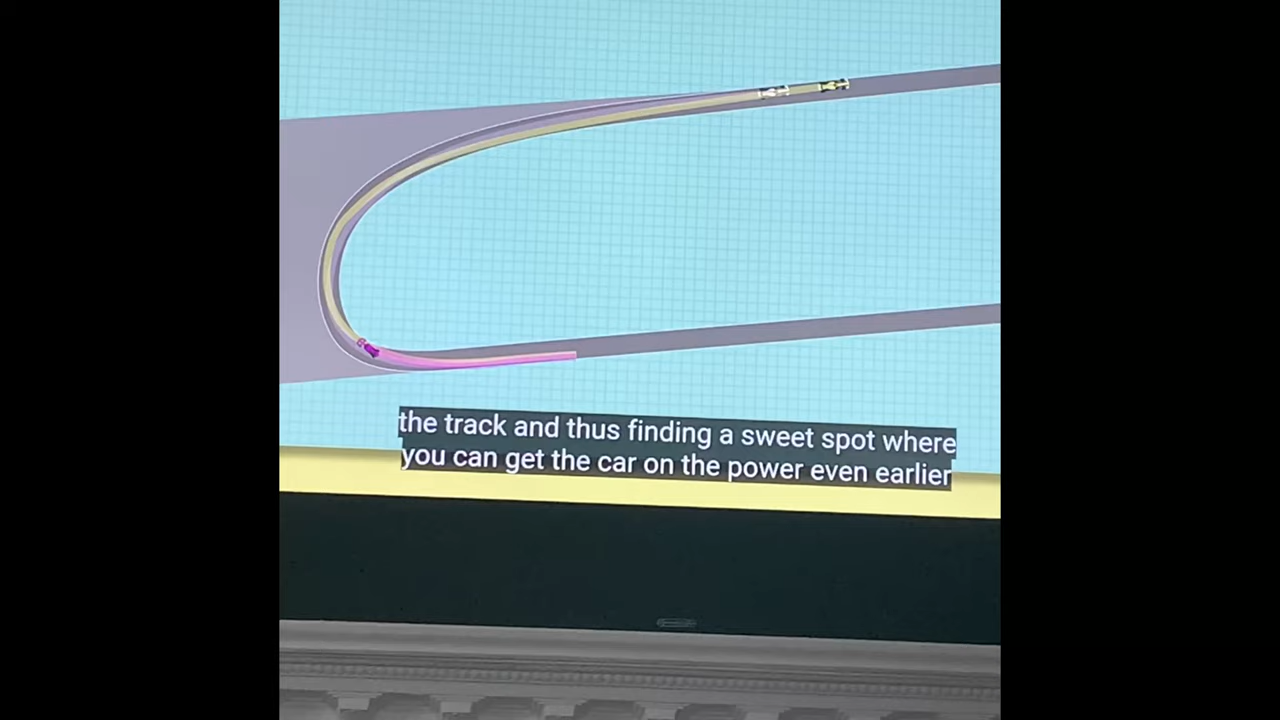 the track and thus finding a sweet spot where
you can get the car on the power even earlier